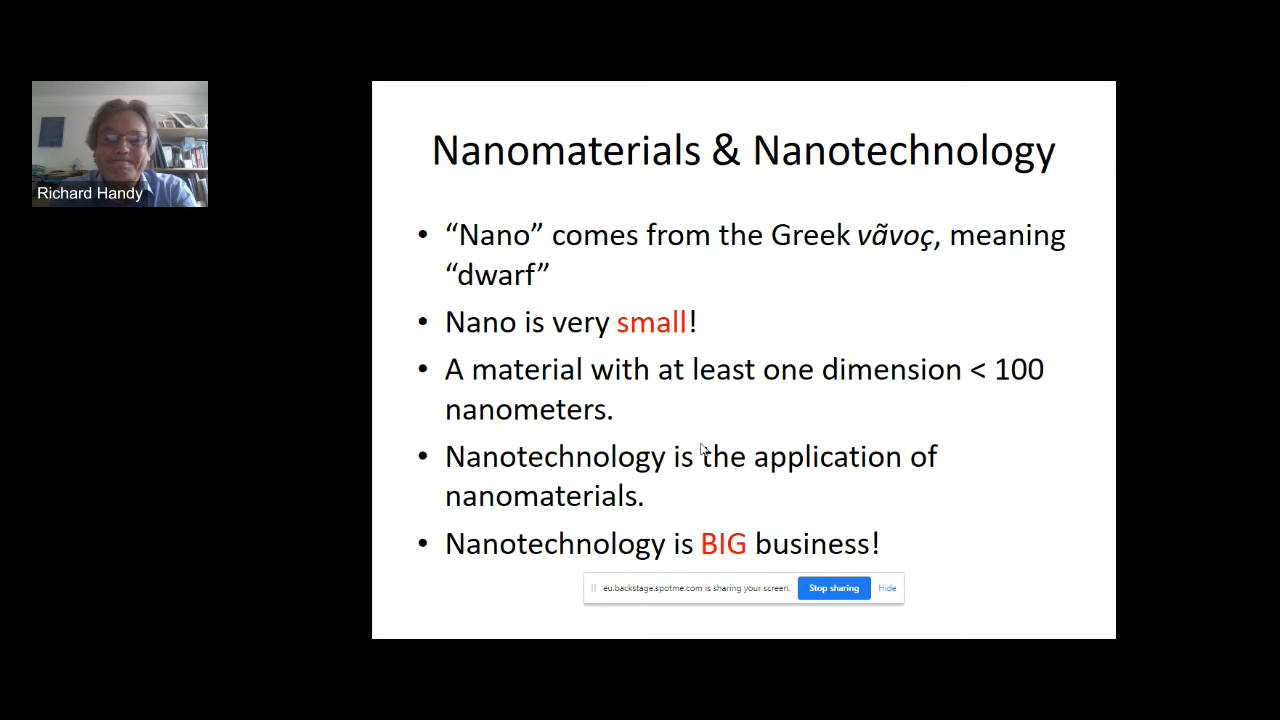 Richard Handy
Nanomaterials & Nanotechnology
• “Nano” comes from the Greek vãvoç, meaning
“dwarf”
• Nano is very small!
• A material with at least one dimension < 100
nanometers.
• Nanotechnology is the application of
nanomaterials.
• Nanotechnology is BIG business!
eu.backstage.spotme.com is sharing your screen. Stop sharing Hide